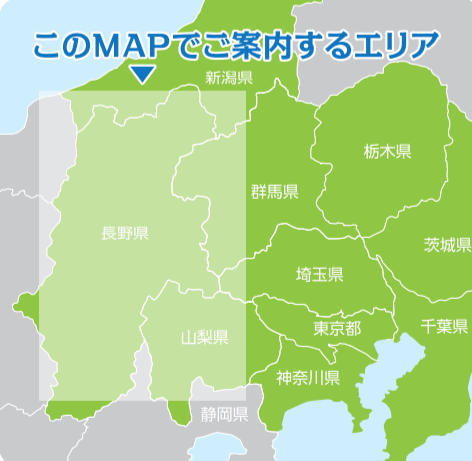 このMAPでご案内するエリア
新潟県
栃木県
群馬県
長野県
茨城県
埼玉県
東京都
千葉県
山梨県
神奈川県
静岡県